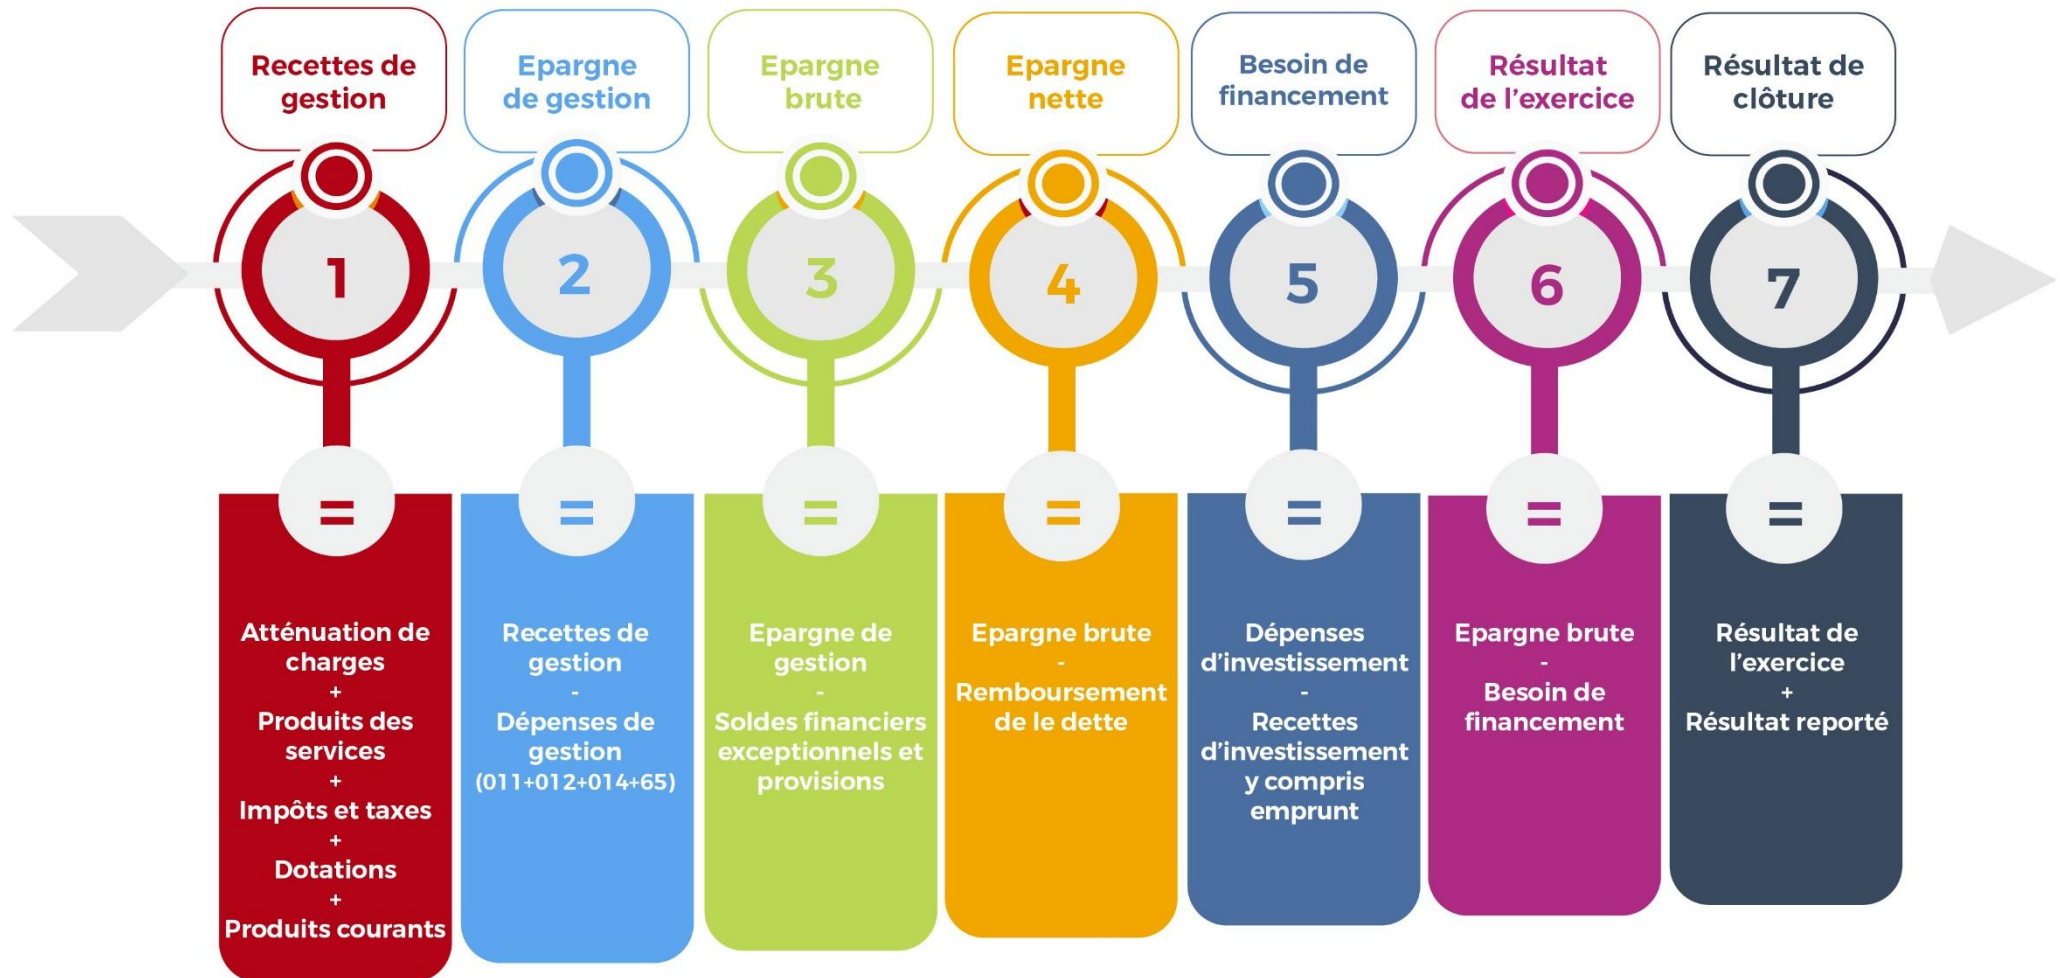 Recettes de
gestion
Epargne
de gestion
Epargne
brute
Epargne
nette
Besoin de
financement
Résultat
de l'exercice
Résultat de
clôture
1
2
3
4
5
6
7
=
=
=
=
=
=
=
Atténuation de
charges
+
Produits des
services
+
Impôts et taxes
+
Dotations
+
Produits courants
Recettes de
gestion
-
Dépenses de
gestion
(011+012+014+65)
Epargne de
gestion
-
Soldes financiers
exceptionnels et
provisions
Epargne brute
-
Remboursement
de le dette
Dépenses
d'investissement
-
Recettes
d'investissement
y compris
emprunt
Epargne brute
-
Besoin de
financement
Résultat de
l'exercice
+
Résultat reporté